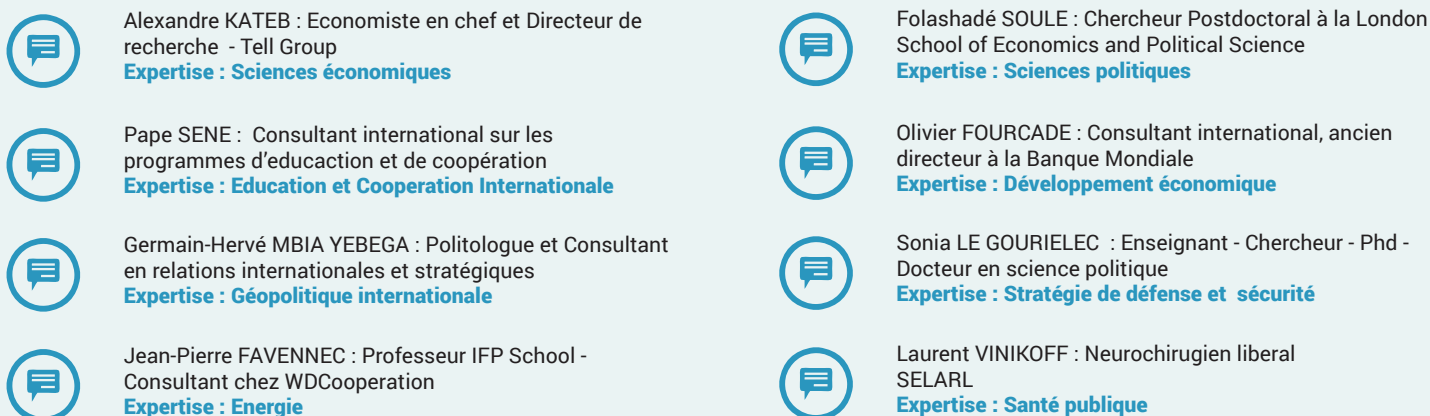 Alexandre KATEB : Economiste en chef et Directeur de
recherche - Tell Group
Expertise : Sciences économiques
Pape SENE : Consultant international sur les
programmes d'educaction et de coopération
Expertise : Education et Cooperation Internationale
Germain-Hervé MBIA YEBEGA : Politologue et Consultant
en relations internationales et stratégiques
Expertise : Géopolitique internationale
Jean-Pierre FAVENNEC : Professeur IFP School -
Consultant chez WDCooperation
Expertise : Energie
Folashadé SOULE : Chercheur Postdoctoral à la London
School of Economics and Political Science
Expertise : Sciences politiques
Olivier FOURCADE : Consultant international, ancien
directeur à la Banque Mondiale
Expertise : Développement économique
Sonia LE GOURIELEC : Enseignant - Chercheur - Phd -
Docteur en science politique
Expertise : Stratégie de défense et sécurité
Laurent VINIKOFF : Neurochirugien liberal
SELARL
Expertise : Santé publique